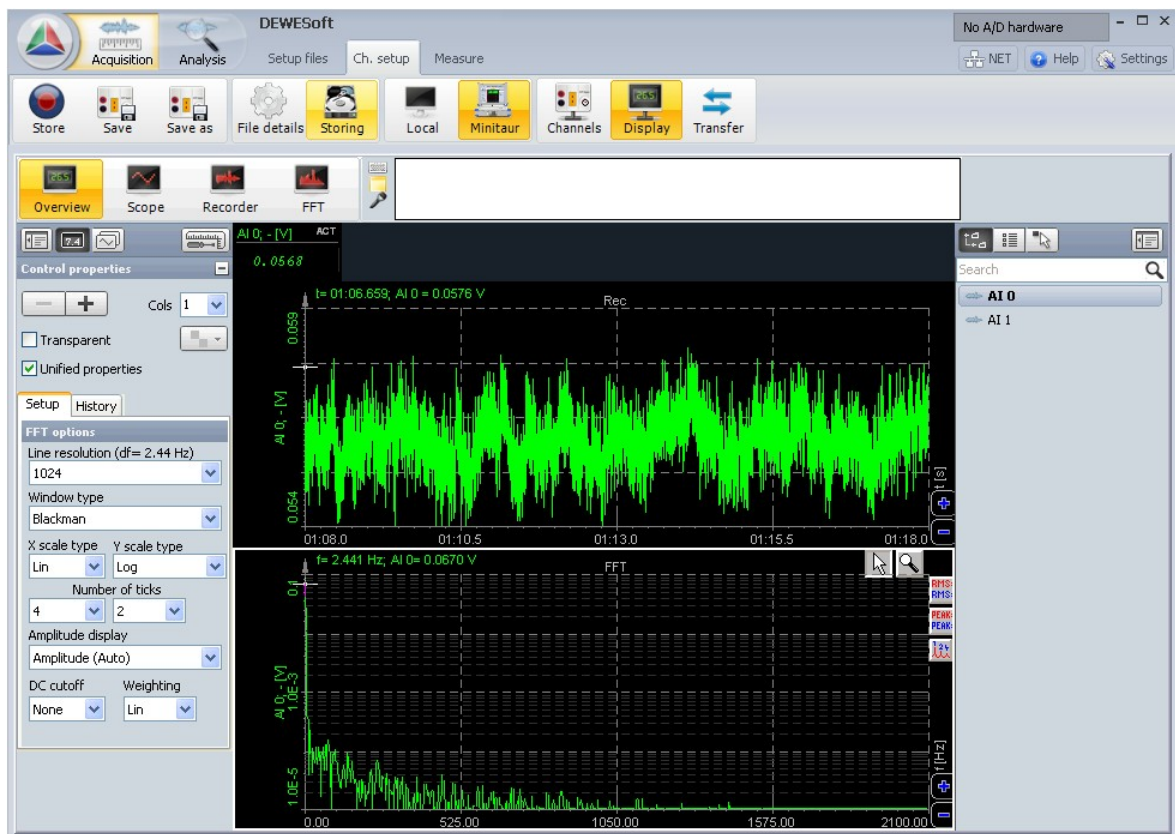 DEWESoft
No A/D hardware
Acquisition
Analysis
Setup files
Ch. setup
Measure
NET
Help
Settings
Store
Save
Save as
File details
Storing
Local
Minitaur
Channels
Display
Transfer
Overview
Scope
Recorder
FFT
Control properties
Cols 1
Transparent
Unified properties
Setup
History
FFT options
Line resolution (df= 2.44 Hz)
1024
Window type
Blackman
X scale type Y scale type
Lin Log
Number of ticks
4 2
Amplitude display
Amplitude (Auto)
DC cutoff Weighting
None Lin
AI 0; - [V] ACT
0.0568
t= 01:06.659; AI 0 = 0.0576 V
Rec
0.059
AI 0; - [V]
0.054
t [s]
01:08.0 01:10.5 01:13.0 01:15.5 01:18.0
f= 2.441 Hz; AI 0= 0.0670 V
FFT
RMS:
RMS:
PEAK:
PEAK:
0.1
AI 0; - [V]
1.0E-3
1.0E-5
f [Hz]
0.00 525.00 1050.00 1575.00 2100.00
Search
AI 0
AI 1